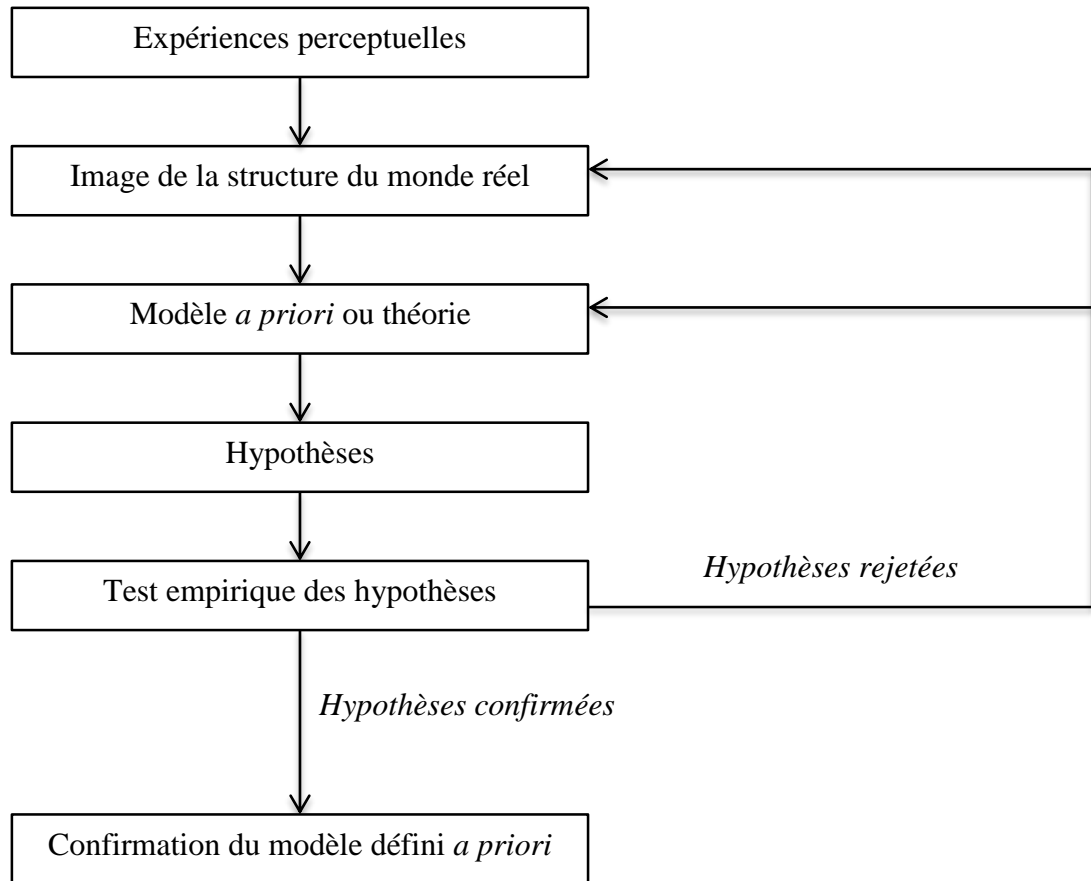 Expériences perceptuelles
Image de la structure du monde réel
Modèle a priori ou théorie
Hypothèses
Test empirique des hypothèses
Hypothèses rejetées
Hypothèses confirmées
Confirmation du modèle défini a priori